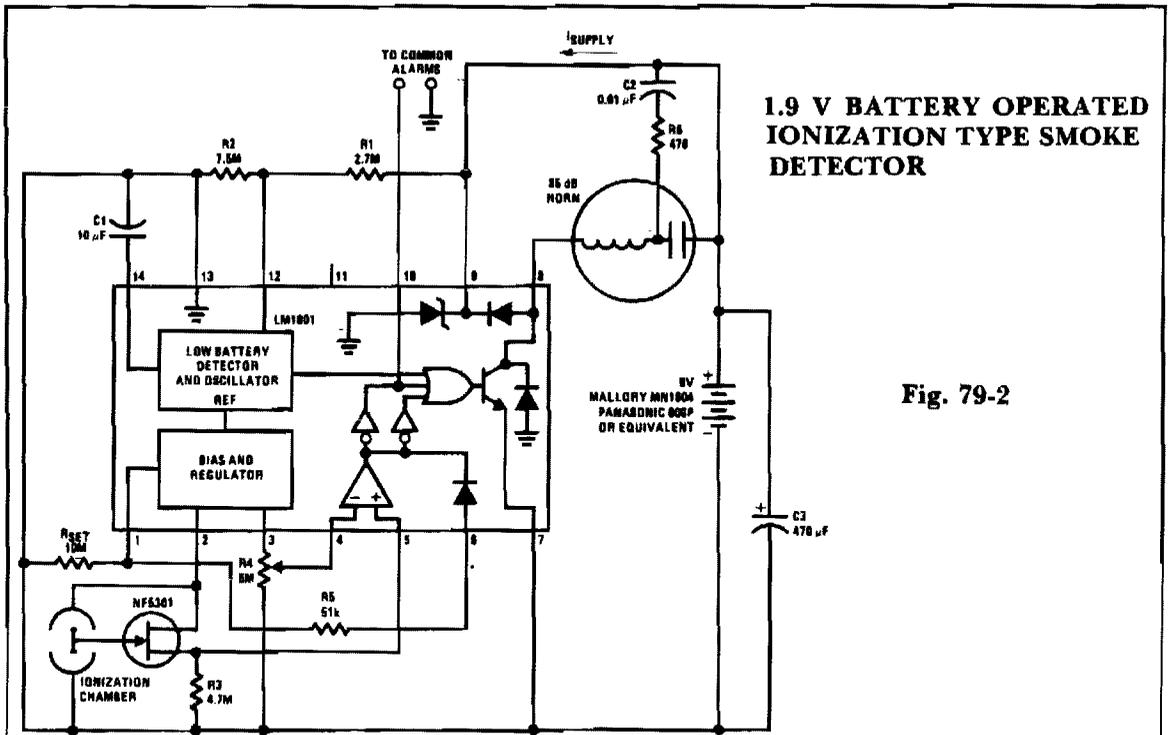 1.9 V BATTERY OPERATED
IONIZATION TYPE SMOKE
DETECTOR
Fig. 79-2
ISUPPLY
TO COMMON
ALARMS
C2
0.01 µF
R6
470
85 dB
HORN
R2
7.5M
R1
2.7M
C1
10 µF
14
13
12
11
10
9
8
LM1801
LOW BATTERY
DETECTOR
AND OSCILLATOR
REF
BIAS AND
REGULATOR
- +
+
9V
MALLORY MN1604
PANASONIC 006P
OR EQUIVALENT
-
+
C3
470 µF
RSET
10M
1
2
3
4
5
6
7
R4
5M
R5
51k
NF5301
IONIZATION
CHAMBER
R3
4.7M